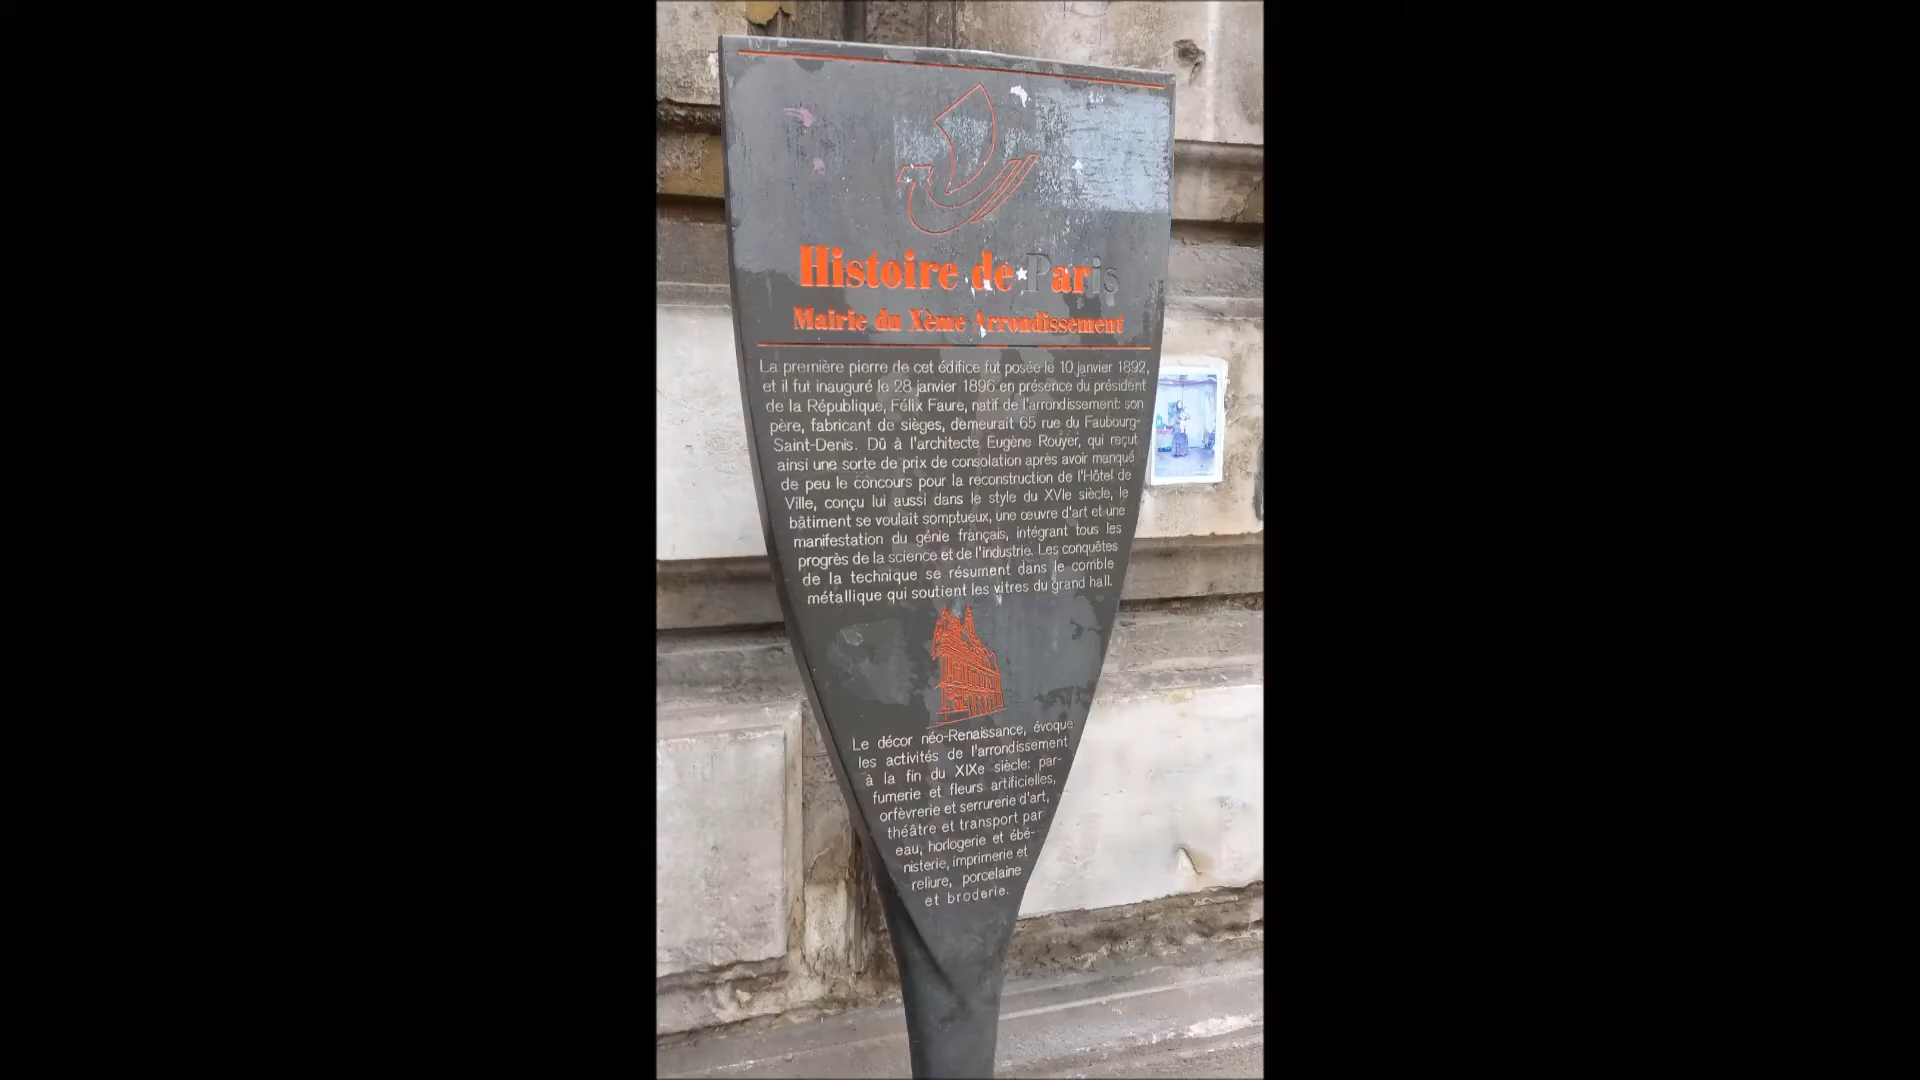 Histoire de Paris
Mairie du Xème Arrondissement
La première pierre de cet édifice fut posée le 10 janvier 1892,
et il fut inauguré le 28 janvier 1896 en présence du président
de la République, Félix Faure, natif de l'arrondissement: son
père, fabricant de sièges, demeurait 65 rue du Faubourg-
Saint-Denis. Dû à l'architecte Eugène Rouyer, qui reçut
ainsi une sorte de prix de consolation après avoir manqué
de peu le concours pour la reconstruction de l'Hôtel de
Ville, conçu lui aussi dans le style du XVIe siècle, le
bâtiment se voulait somptueux, une œuvre d'art et une
manifestation du génie français, intégrant tous les
progrès de la science et de l'industrie. Les conquêtes
de la technique se résument dans le comble
métallique qui soutient les vitres du grand hall.
Le décor néo-Renaissance, évoque
les activités de l'arrondissement
à la fin du XIXe siècle: par-
fumerie et fleurs artificielles,
orfèvrerie et serrurerie d'art,
théâtre et transport par
eau, horlogerie et ébé-
nisterie, imprimerie et
reliure, porcelaine
et broderie.